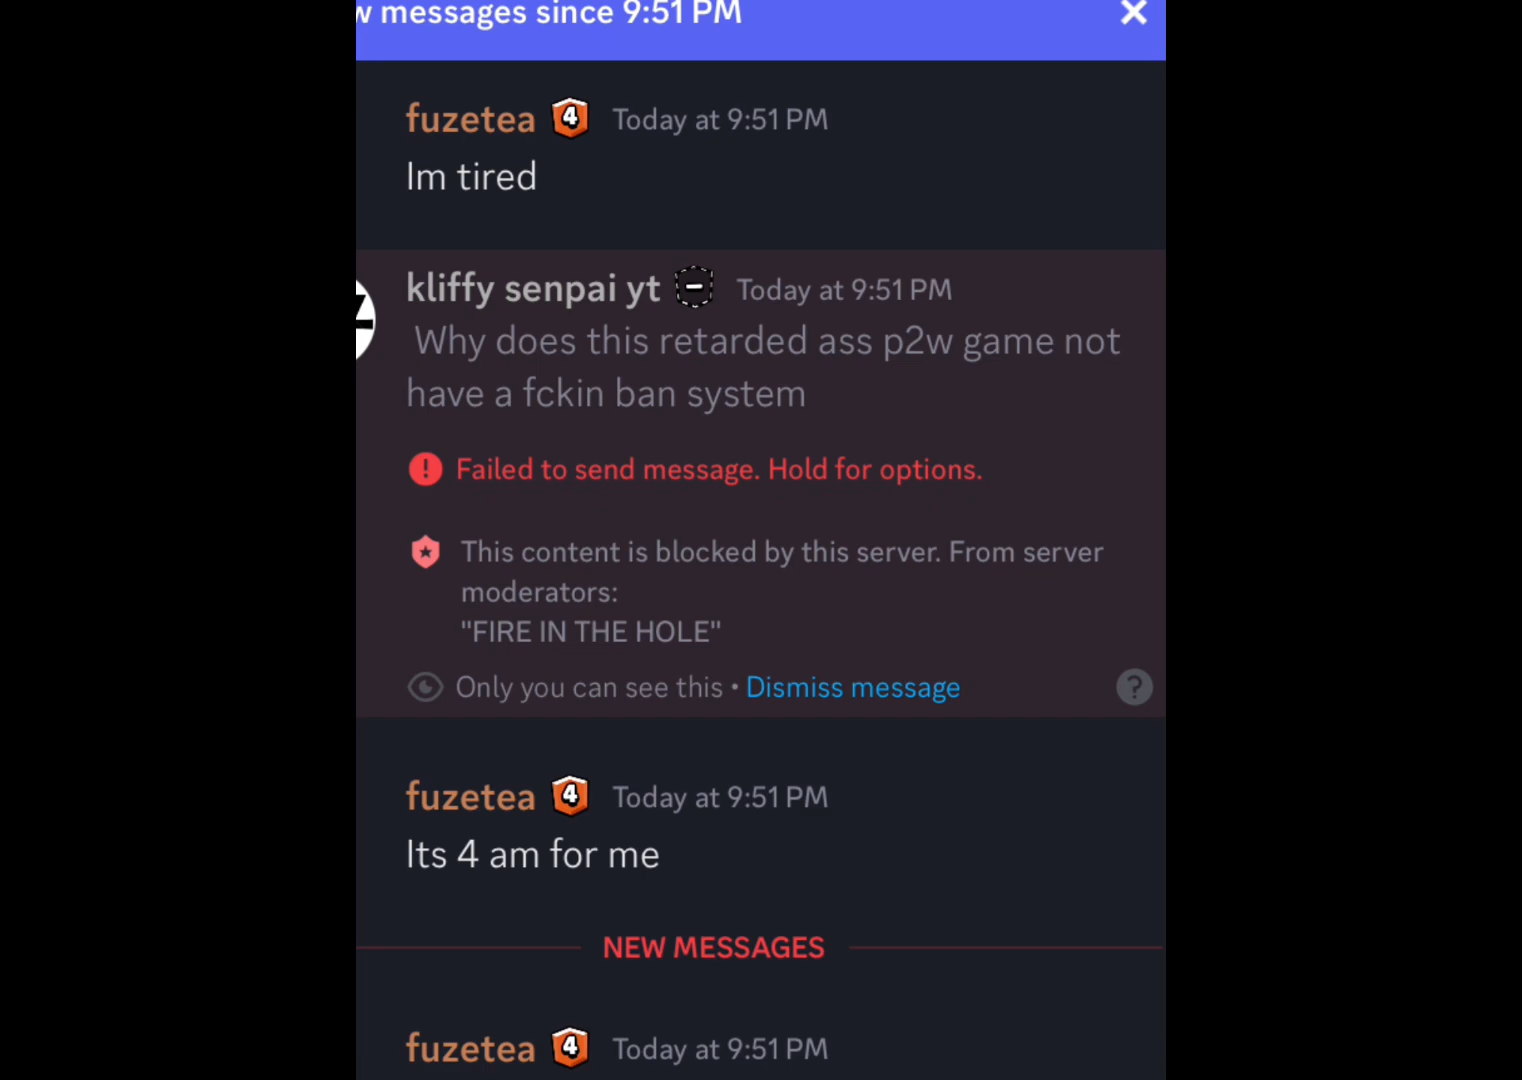 messages since 9:51 PM
fuzetea 4 Today at 9:51 PM
Im tired
kliffy senpai yt Today at 9:51 PM
Why does this retarded ass p2w game not
have a fckin ban system
Failed to send message. Hold for options.
This content is blocked by this server. From server
moderators:
"FIRE IN THE HOLE"
Only you can see this • Dismiss message
fuzetea 4 Today at 9:51 PM
Its 4 am for me
NEW MESSAGES
fuzetea 4 Today at 9:51 PM